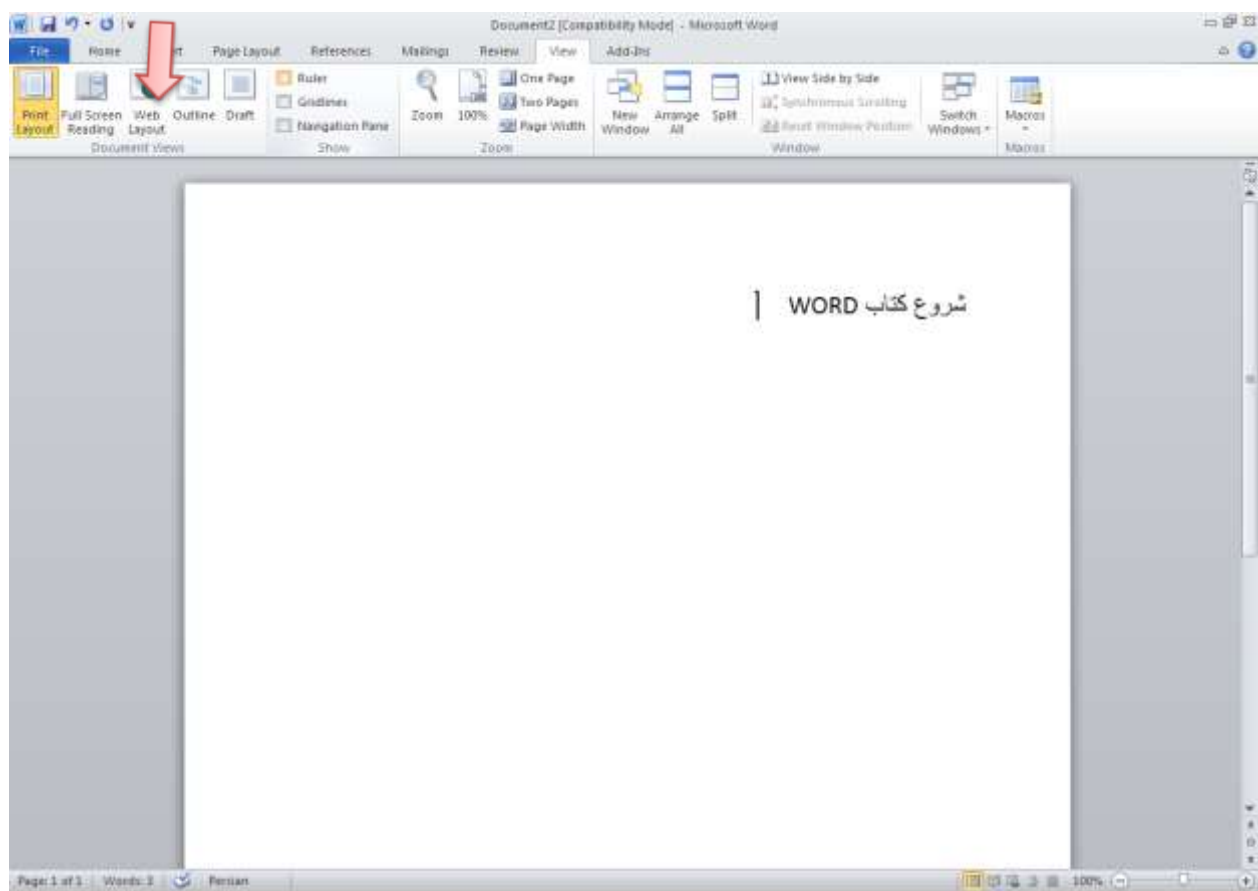 Document2 [Compatibility Mode] - Microsoft Word
File Home Page Layout References Mailings Review View Add-Ins
Print Layout
Full Screen Reading
Web Layout
Outline
Draft
Document Views
Ruler
Gridlines
Navigation Pane
Show
Zoom
100%
One Page
Two Pages
Page Width
Zoom
New Window
Arrange All
Split
View Side by Side
Synchronous Scrolling
Reset Window Position
Window
Switch Windows
Macros
Macros
شروع کتاب WORD
Page: 1 of 1 Words: 3 Persian 100%